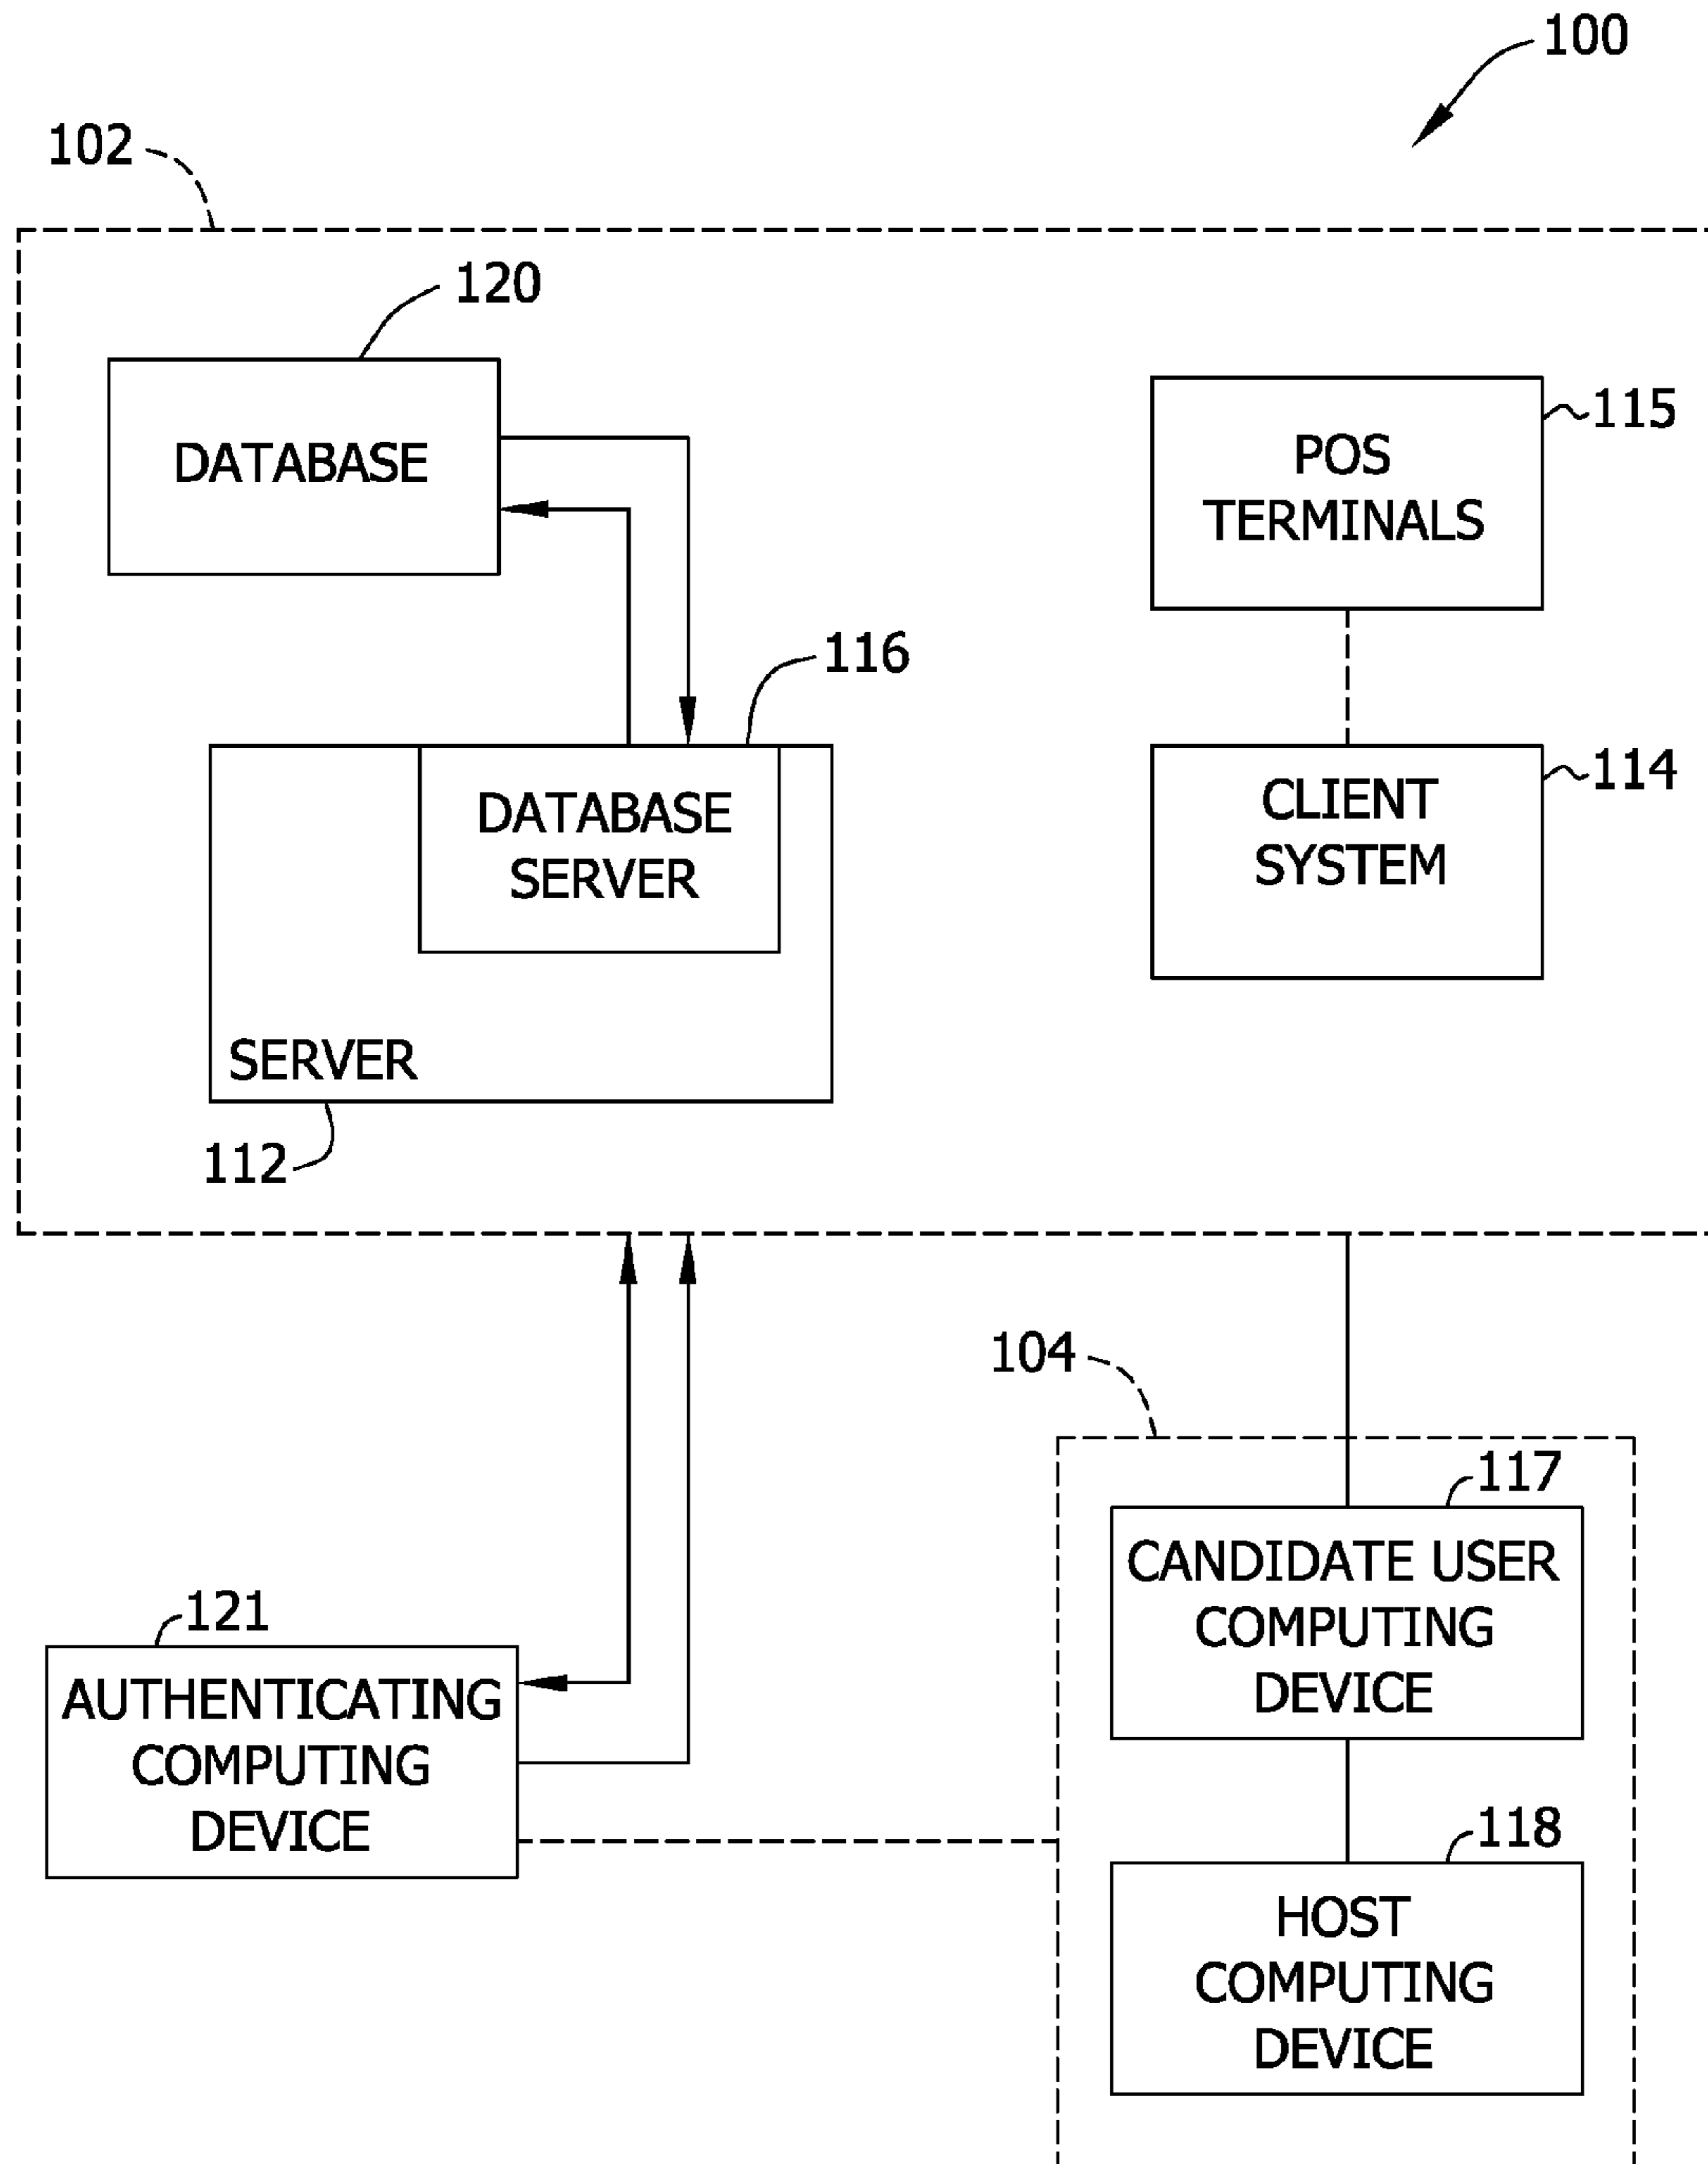 100
102
120
DATABASE
115
POS
TERMINALS
116
114
DATABASE
SERVER
CLIENT
SYSTEM
SERVER
112
104
117
CANDIDATE USER
COMPUTING
DEVICE
121
AUTHENTICATING
COMPUTING
DEVICE
118
HOST
COMPUTING
DEVICE